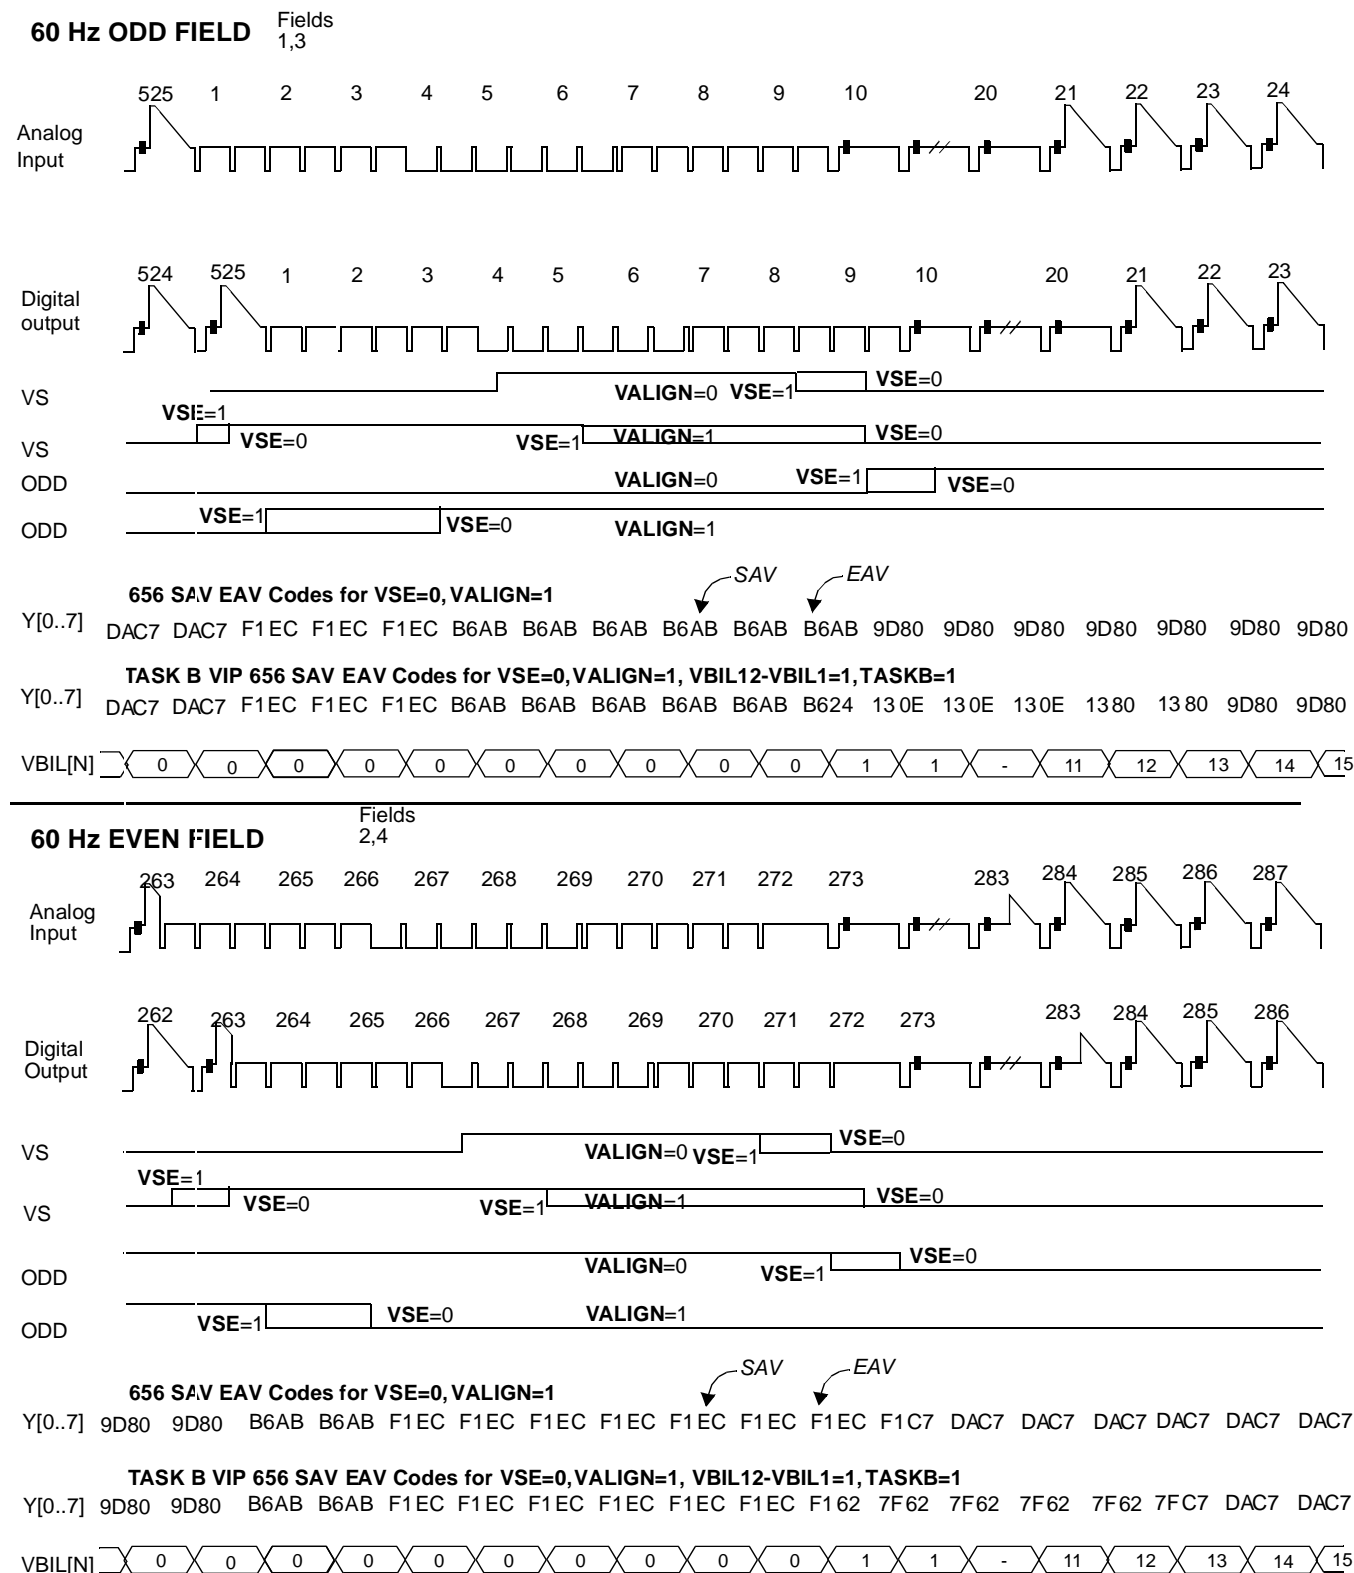 60 Hz ODD FIELD Fields 1,3
525 1 2 3 4 5 6 7 8 9 10 20 21 22 23 24
Analog Input
524 525 1 2 3 4 5 6 7 8 9 10 20 21 22 23
Digital output
VS VALIGN=0 VSE=1 VSE=0
VSE=1
VS VSE=0 VSE=1 VALIGN=1 VSE=0
ODD VALIGN=0 VSE=1 VSE=0
ODD VSE=1 VSE=0 VALIGN=1
SAV EAV
656 SAV EAV Codes for VSE=0, VALIGN=1
Y[0..7] DAC7 DAC7 F1EC F1EC F1EC B6AB B6AB B6AB B6AB B6AB B6AB 9D80 9D80 9D80 9D80 9D80 9D80 9D80
TASK B VIP 656 SAV EAV Codes for VSE=0, VALIGN=1, VBIL12-VBIL1=1, TASKB=1
Y[0..7] DAC7 DAC7 F1EC F1EC F1EC B6AB B6AB B6AB B6AB B6AB B624 130E 130E 130E 1380 1380 9D80 9D80
VBIL[N] 0 0 0 0 0 0 0 0 0 0 1 1 - 11 12 13 14 15
60 Hz EVEN FIELD Fields 2,4
263 264 265 266 267 268 269 270 271 272 273 283 284 285 286 287
Analog Input
262 263 264 265 266 267 268 269 270 271 272 273 283 284 285 286
Digital Output
VS VALIGN=0 VSE=1 VSE=0
VSE=1
VS VSE=0 VSE=1 VALIGN=1 VSE=0
ODD VALIGN=0 VSE=1 VSE=0
ODD VSE=1 VSE=0 VALIGN=1
SAV EAV
656 SAV EAV Codes for VSE=0, VALIGN=1
Y[0..7] 9D80 9D80 B6AB B6AB F1EC F1EC F1EC F1EC F1EC F1EC F1EC F1C7 DAC7 DAC7 DAC7 DAC7 DAC7 DAC7
TASK B VIP 656 SAV EAV Codes for VSE=0, VALIGN=1, VBIL12-VBIL1=1, TASKB=1
Y[0..7] 9D80 9D80 B6AB B6AB F1EC F1EC F1EC F1EC F1EC F1EC F162 7F62 7F62 7F62 7F62 7FC7 DAC7 DAC7
VBIL[N] 0 0 0 0 0 0 0 0 0 0 1 1 - 11 12 13 14 15